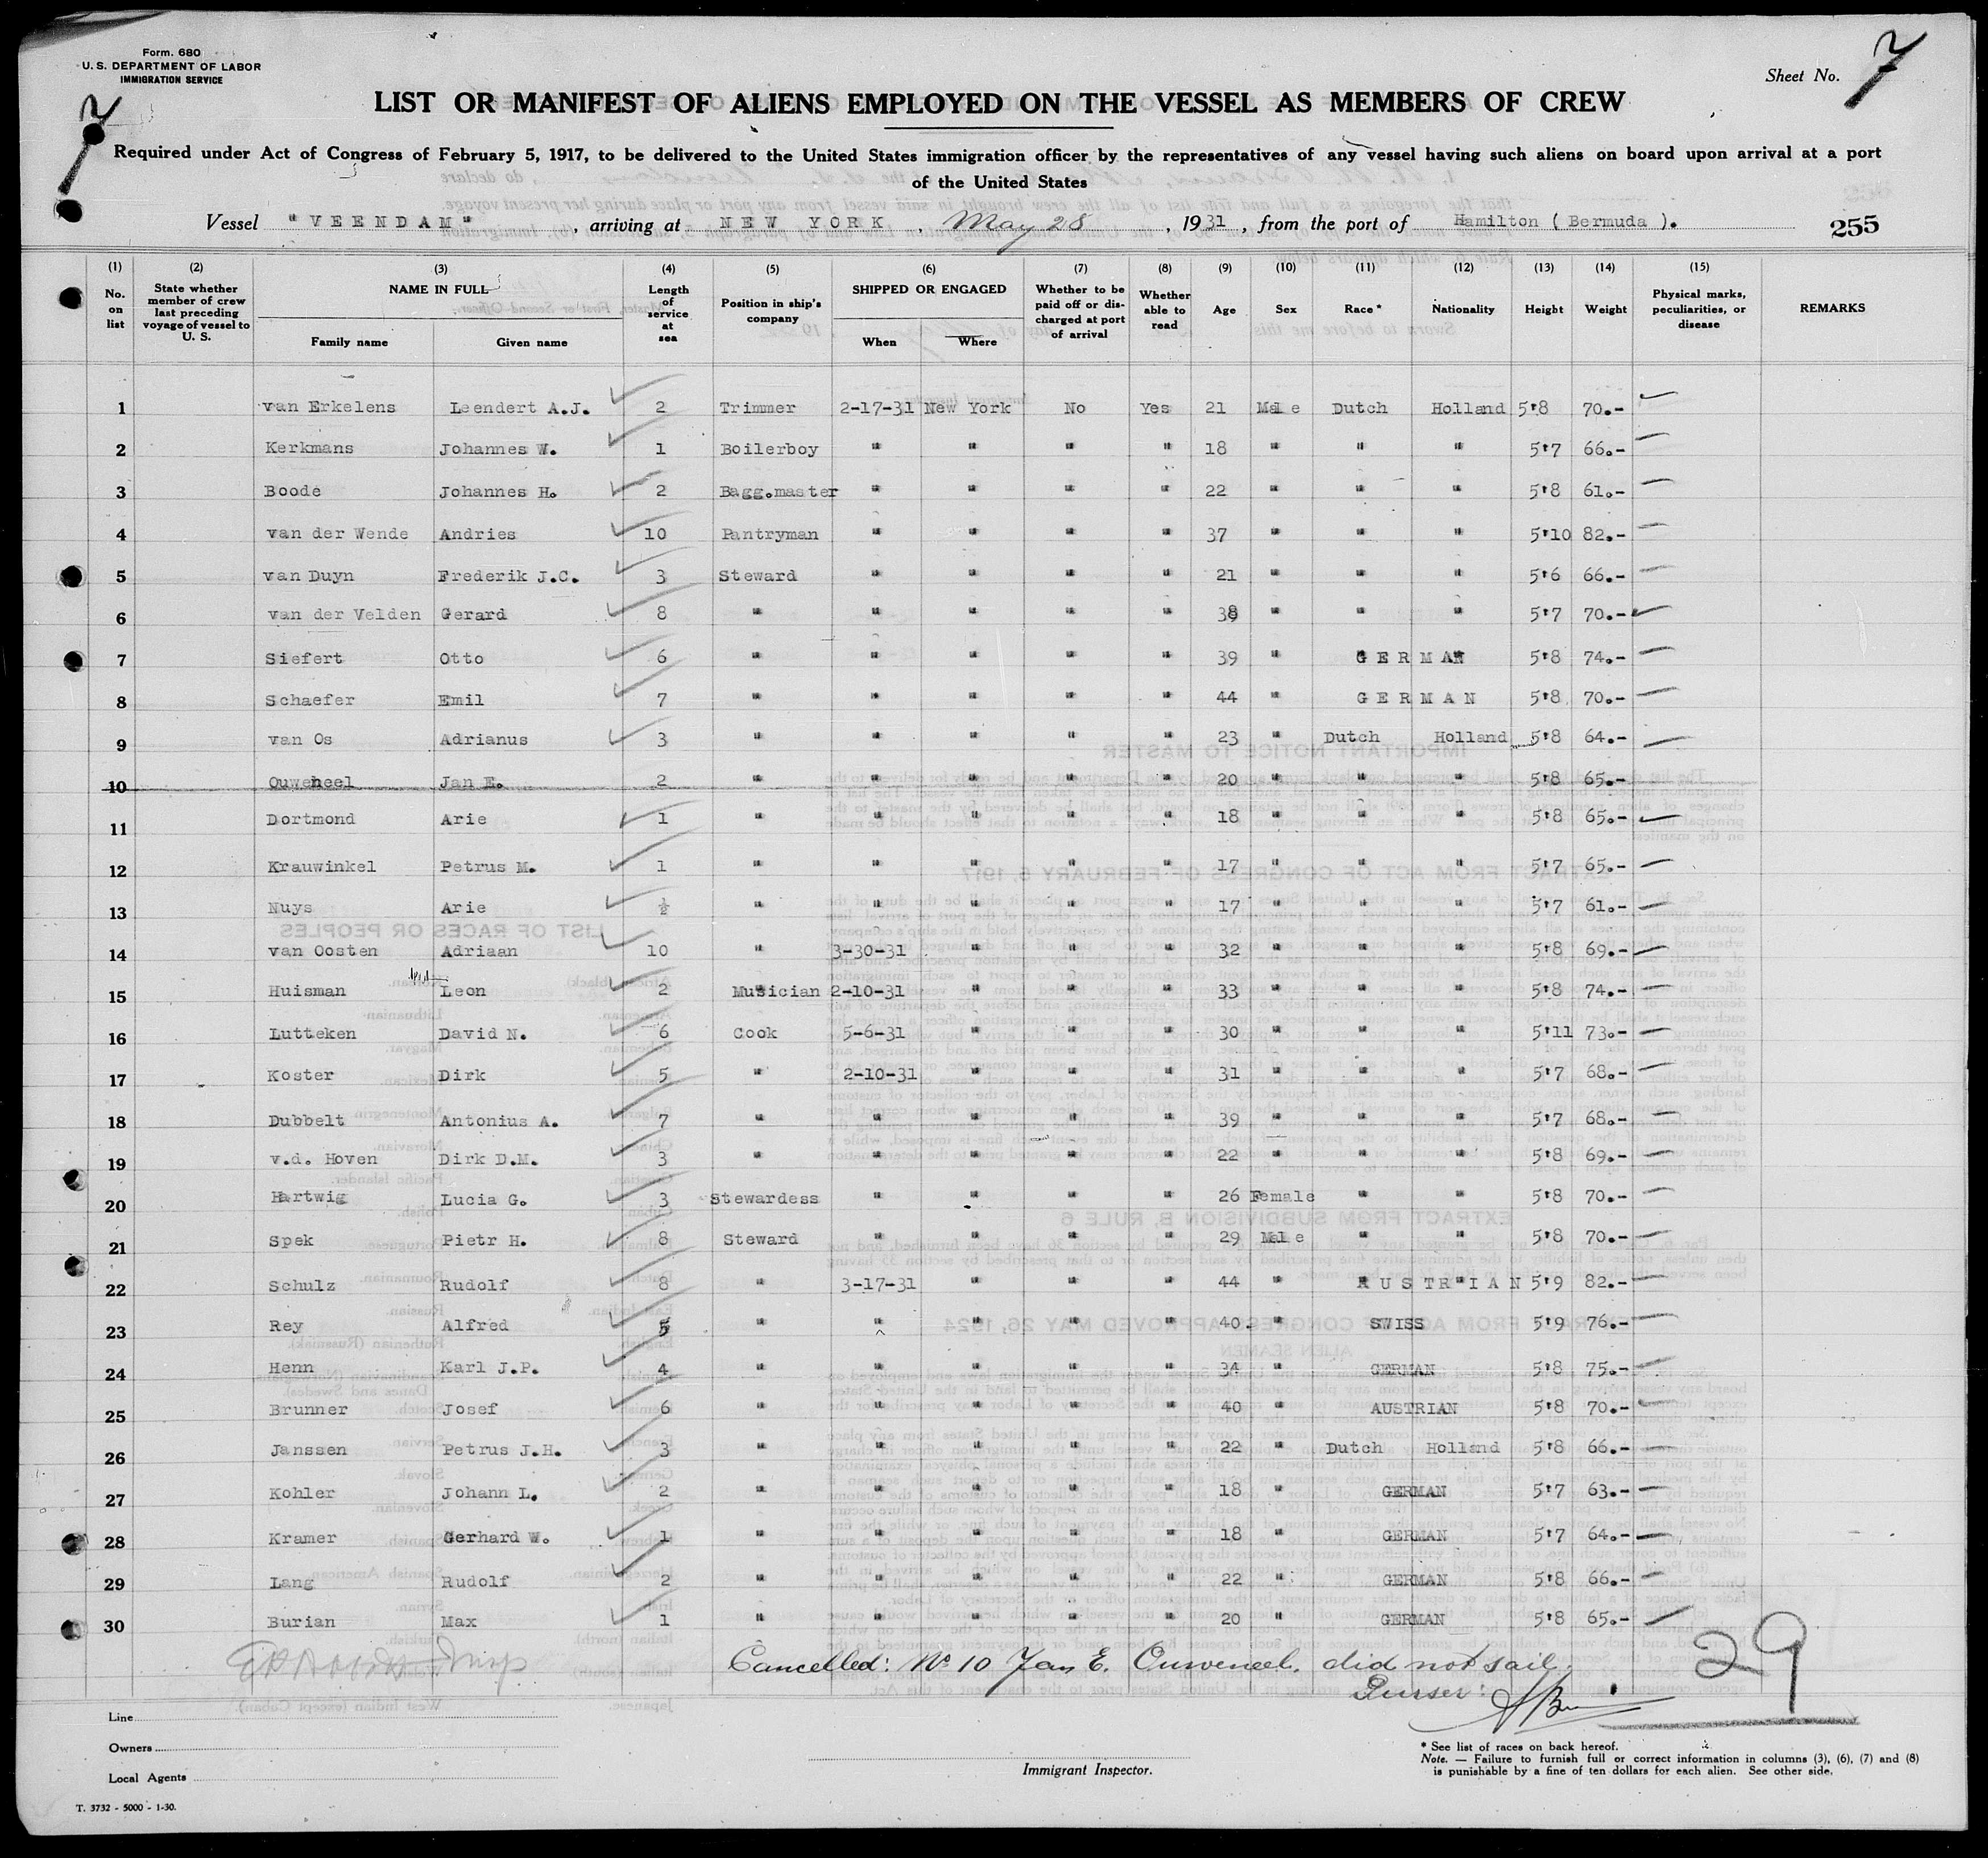 Form. 680
U. S. DEPARTMENT OF LABOR
IMMIGRATION SERVICE
Sheet No. 7
7
LIST OR MANIFEST OF ALIENS EMPLOYED ON THE VESSEL AS MEMBERS OF CREW
Required under Act of Congress of February 5, 1917, to be delivered to the United States immigration officer by the representatives of any vessel having such aliens on board upon arrival at a port
of the United States
Vessel "VEENDAM", arriving at NEW YORK, May 28, 1931, from the port of Hamilton ( Bermuda ). 255
(1) (2) (3) (4) (5) (6) (7) (8) (9) (10) (11) (12) (13) (14) (15)
No. on list | State whether member of crew last preceding voyage of vessel to U. S. | NAME IN FULL Family name Given name | Length of service at sea | Position in ship's company | SHIPPED OR ENGAGED When Where | Whether to be paid off or discharged at port of arrival | Whether able to read | Age | Sex | Race* | Nationality | Height | Weight | Physical marks, peculiarities, or disease | REMARKS
1 van Erkelens Leendert A.J. 2 Trimmer 2-17-31 New York No Yes 21 Male Dutch Holland 5'8 70.-
2 Kerkmans Johannes W. 1 Boilerboy " " " " 18 " " " 5'7 66.-
3 Boode Johannes H. 2 Bagg.master " " " " 22 " " " 5'8 61.-
4 van der Wende Andries 10 Pantryman " " " " 37 " " " 5'10 82.-
5 van Duyn Frederik J.C. 3 Steward " " " " 21 " " " 5'6 66.-
6 van der Velden Gerard 8 " " " " " 38 " " " 5'7 70.-
7 Siefert Otto 6 " " " " " 39 " GERMAN 5'8 74.-
8 Schaefer Emil 7 " " " " " 44 " GERMAN 5'8 70.-
9 van Os Adrianus 3 " " " " " 23 " Dutch Holland 5'8 64.-
10 Ouweneel Jan E. 2 " " " " " 20 " " " 5'8 65.-
11 Dortmond Arie 1 " " " " " 18 " " " 5'8 65.-
12 Krauwinkel Petrus M. 1 " " " " " 17 " " " 5'7 65.-
13 Nuys Arie ½ " " " " " 17 " " " 5'7 61.-
14 van Oosten Adriaan 10 " 3-30-31 " " " 32 " " " 5'8 69.-
15 Huisman Leon 2 Musician 2-10-31 " " " 33 " " " 5'8 74.-
16 Lutteken David N. 6 Cook 5-6-31 " " " 30 " " " 5'11 73.-
17 Koster Dirk 5 " 2-10-31 " " " 31 " " " 5'7 68.-
18 Dubbelt Antonius A. 7 " " " " " 39 " " " 5'7 68.-
19 v.d. Hoven Dirk D.M. 3 " " " " " 22 " " " 5'8 69.-
20 Hartwig Lucia G. 3 Stewardess " " " " 26 Female " " 5'8 70.-
21 Spek Pietr H. 8 Steward " " " " 29 Male " " 5'8 70.-
22 Schulz Rudolf 8 " 3-17-31 " " " 44 " AUSTRIAN 5'9 82.-
23 Rey Alfred 5 " " " " " 40. " SWISS 5'9 76.-
24 Henn Karl J.P. 4 " " " " " 34 " GERMAN 5'8 75.-
25 Brunner Josef 6 " " " " " 40 " AUSTRIAN 5'8 70.-
26 Janssen Petrus J.H. 3 " " " " " 22 " Dutch Holland 5'8 66.-
27 Kohler Johann L. 2 " " " " " 18 " GERMAN 5'7 63.-
28 Kramer Gerhard W. 1 " " " " " 18 " GERMAN 5'7 64.-
29 Lang Rudolf 2 " " " " " 22 " GERMAN 5'8 66.-
30 Burian Max 1 " " " " " 20 " GERMAN 5'8 65.-
Cancelled: No 10 Jan E. Ouweneel. did not sail.
Purser:
29
Line
Owners
Local Agents
Immigrant Inspector.
* See list of races on back hereof.
Note. — Failure to furnish full or correct information in columns (3), (6), (7) and (8)
is punishable by a fine of ten dollars for each alien. See other side.
T. 3732 - 5000 - 1-30.